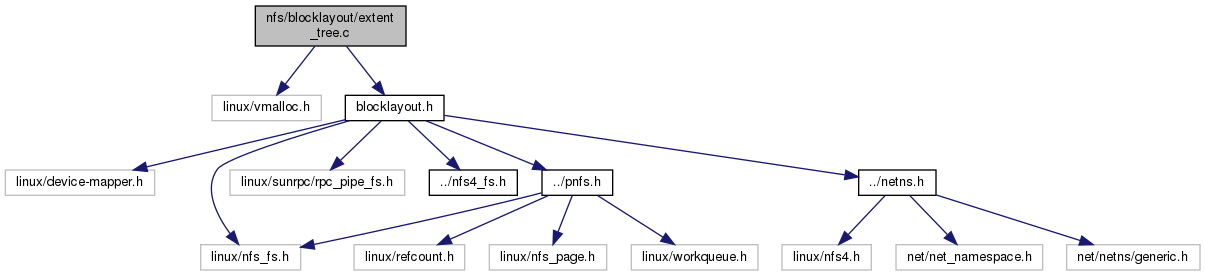 nfs/blocklayout/extent
_tree.c
linux/vmalloc.h
blocklayout.h
linux/device-mapper.h
linux/sunrpc/rpc_pipe_fs.h
../nfs4_fs.h
../pnfs.h
../netns.h
linux/nfs_fs.h
linux/refcount.h
linux/nfs_page.h
linux/workqueue.h
linux/nfs4.h
net/net_namespace.h
net/netns/generic.h